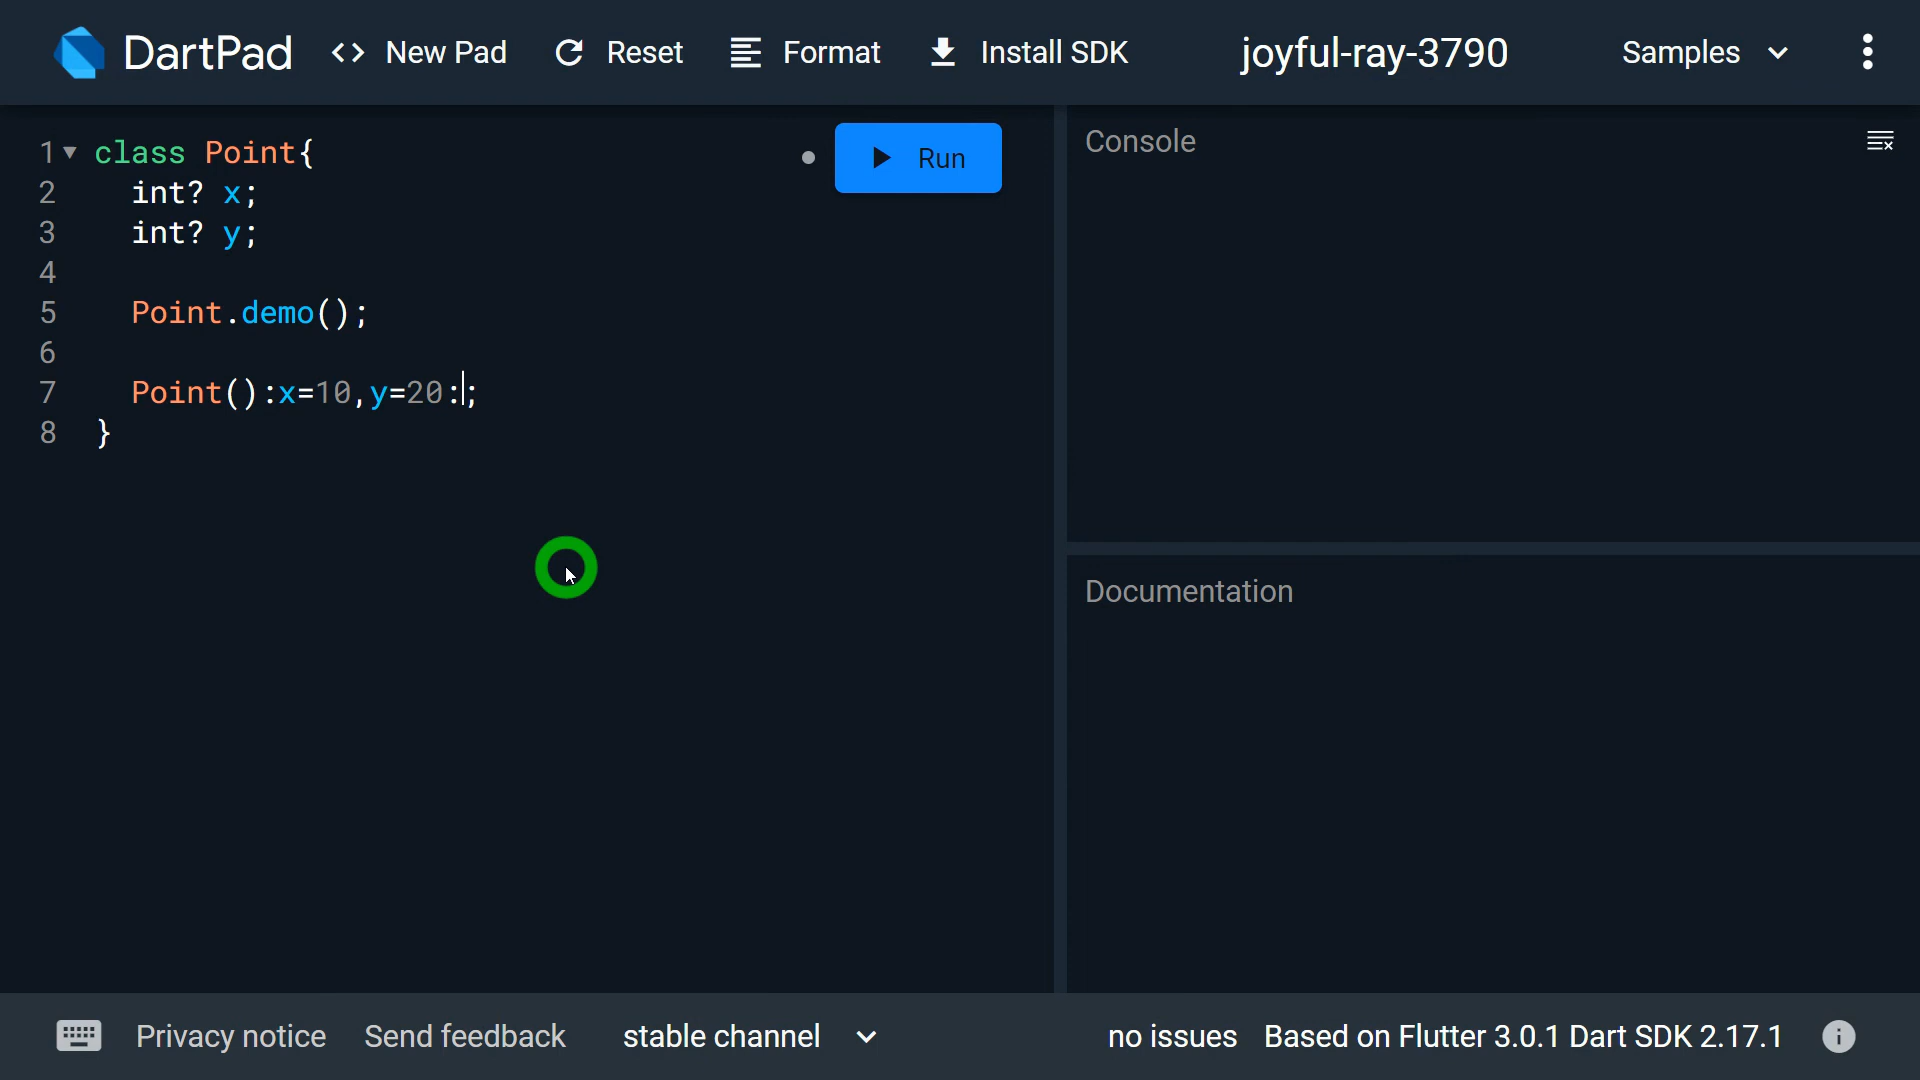 DartPad <> New Pad Reset Format Install SDK joyful-ray-3790 Samples
1 class Point{
2 int? x;
3 int? y;
4
5 Point.demo();
6
7 Point():x=10,y=20:;
8 }
Run
Console
Documentation
Privacy notice Send feedback stable channel no issues Based on Flutter 3.0.1 Dart SDK 2.17.1